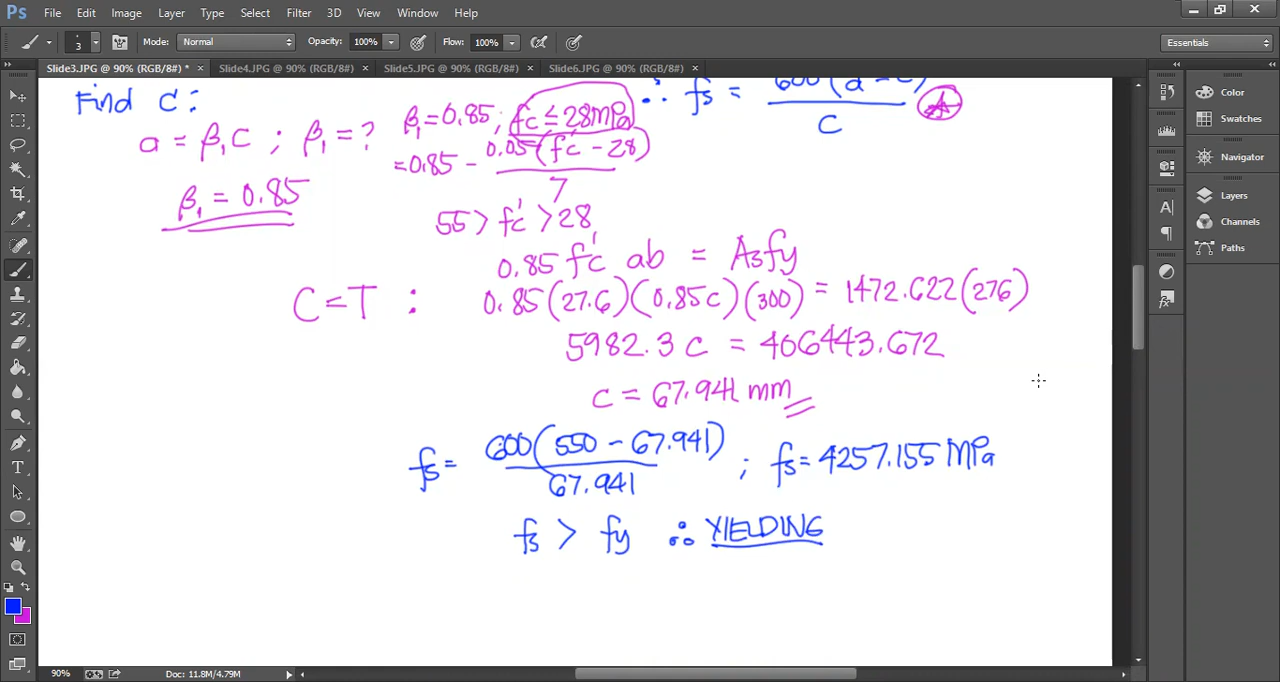 Ps File Edit Image Layer Type Select Filter 3D View Window Help
3 Mode: Normal Opacity: 100% Flow: 100% Essentials
Slide3.JPG @ 90% (RGB/8#) * × Slide4.JPG @ 90% (RGB/8#) × Slide5.JPG @ 90% (RGB/8#) × Slide6.JPG @ 90% (RGB/8#) ×
Find c:
∴ fs = 600(d-c) / c
a = β₁c ; β₁ = ?
β₁ = 0.85, f'c ≤ 28MPa
= 0.85 - 0.05(f'c - 28) / 7
β₁ = 0.85
55 > f'c > 28
0.85 f'c ab = Asfy
C=T : 0.85(27.6)(0.85c)(300) = 1472.622(276)
5982.3 c = 406443.672
c = 67.941 mm
fs = 600(550 - 67.941) / 67.941 ; fs = 4257.155 MPa
fs > fy ∴ YIELDING
Color
Swatches
Navigator
Layers
Channels
Paths
90% Doc: 11.8M/4.79M